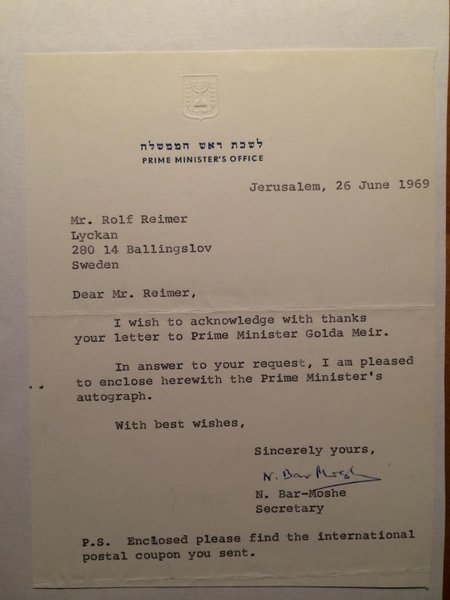 לשכת ראש הממשלה
PRIME MINISTER'S OFFICE
Jerusalem, 26 June 1969
Mr. Rolf Reimer
Lyckan
280 14 Ballingslov
Sweden
Dear Mr. Reimer,
I wish to acknowledge with thanks
your letter to Prime Minister Golda Meir.
In answer to your request, I am pleased
to enclose herewith the Prime Minister's
autograph.
With best wishes,
Sincerely yours,
N. Bar Moshe
N. Bar-Moshe
Secretary
P.S. Enclosed please find the international
postal coupon you sent.